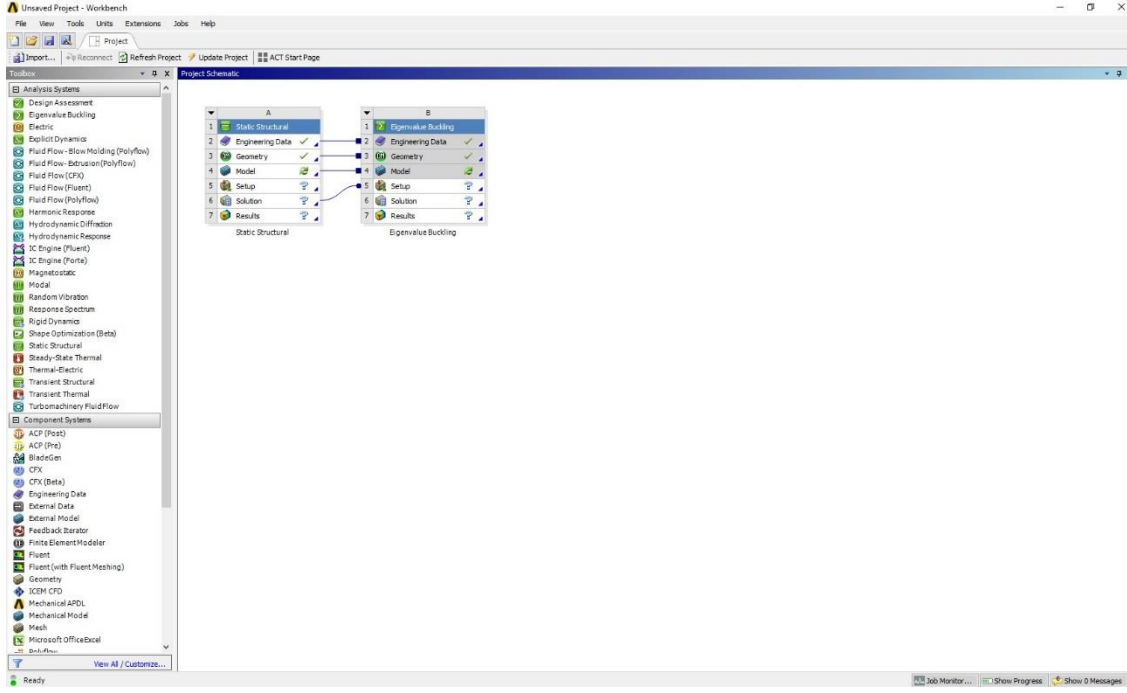 Unsaved Project - Workbench
File View Tools Units Extensions Jobs Help
Project
Import... Reconnect Refresh Project Update Project ACT Start Page
Toolbox
Project Schematic
Analysis Systems
Design Assessment
Eigenvalue Buckling
Electric
Explicit Dynamics
Fluid Flow - Blow Molding (Polyflow)
Fluid Flow- Extrusion(Polyflow)
Fluid Flow (CFX)
Fluid Flow (Fluent)
Fluid Flow (Polyflow)
Harmonic Response
Hydrodynamic Diffraction
Hydrodynamic Response
IC Engine (Fluent)
IC Engine (Forte)
Magnetostatic
Modal
Random Vibration
Response Spectrum
Rigid Dynamics
Shape Optimization (Beta)
Static Structural
Steady-State Thermal
Thermal-Electric
Transient Structural
Transient Thermal
Turbomachinery Fluid Flow
Component Systems
ACP (Post)
ACP (Pre)
BladeGen
CFX
CFX (Beta)
Engineering Data
External Data
External Model
Feedback Iterator
Finite Element Modeler
Fluent
Fluent (with Fluent Meshing)
Geometry
ICEM CFD
Mechanical APDL
Mechanical Model
Mesh
Microsoft Office Excel
Polyflow
View All / Customize...
A
1 Static Structural
2 Engineering Data
3 Geometry
4 Model
5 Setup
6 Solution
7 Results
Static Structural
B
1 Eigenvalue Buckling
2 Engineering Data
3 Geometry
4 Model
5 Setup
6 Solution
7 Results
Eigenvalue Buckling
Ready
Job Monitor... Show Progress Show 0 Messages